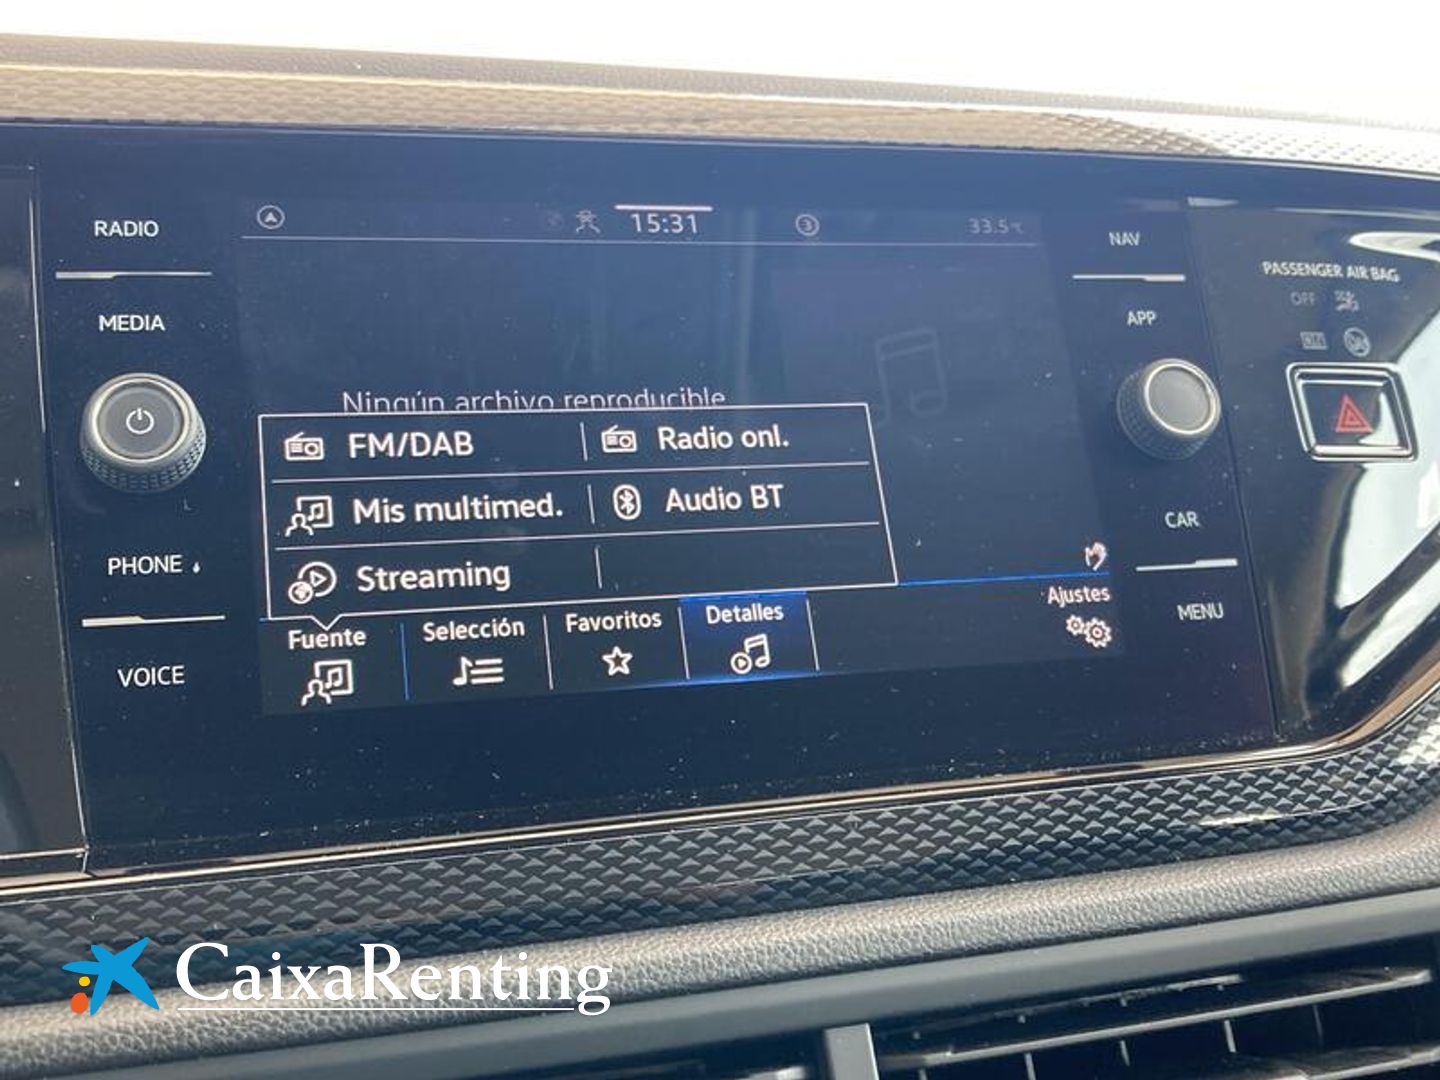 RADIO
MEDIA
PHONE
VOICE
15:31
3
33.5°C
Ningún archivo reproducible
FM/DAB
Radio onl.
Mis multimed.
Audio BT
Streaming
Fuente
Selección
Favoritos
Detalles
Ajustes
NAV
APP
CAR
MENU
PASSENGER AIR BAG
OFF
CaixaRenting